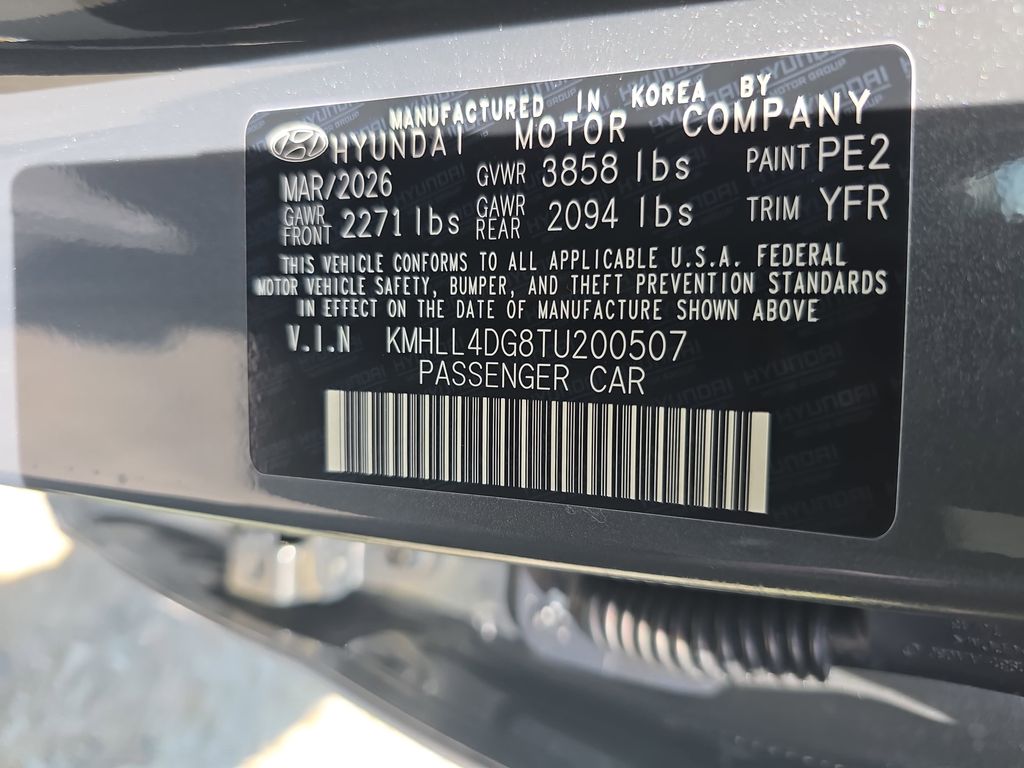 MANUFACTURED IN KOREA BY
HYUNDAI MOTOR COMPANY
MAR/2026 GVWR 3858 lbs PAINT PE2
GAWR FRONT 2271 lbs GAWR REAR 2094 lbs TRIM YFR
THIS VEHICLE CONFORMS TO ALL APPLICABLE U.S.A. FEDERAL
MOTOR VEHICLE SAFETY, BUMPER, AND THEFT PREVENTION STANDARDS
IN EFFECT ON THE DATE OF MANUFACTURE SHOWN ABOVE
V.I.N KMHLL4DG8TU200507
PASSENGER CAR